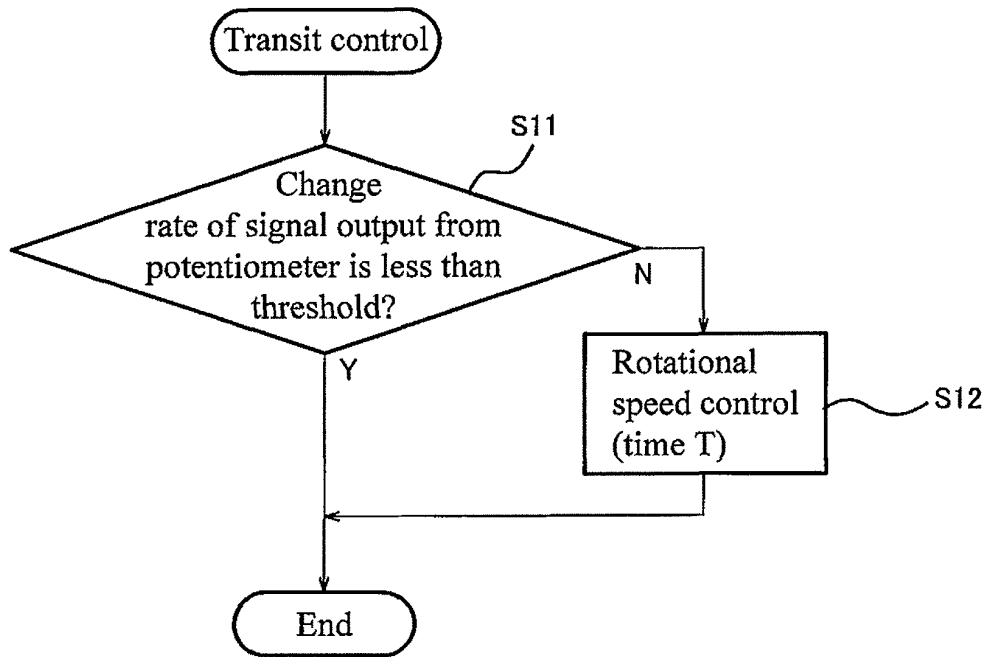 Transit control
S11
Change
rate of signal output from
potentiometer is less than
threshold?
N
Y
Rotational
speed control
(time T)
S12
End